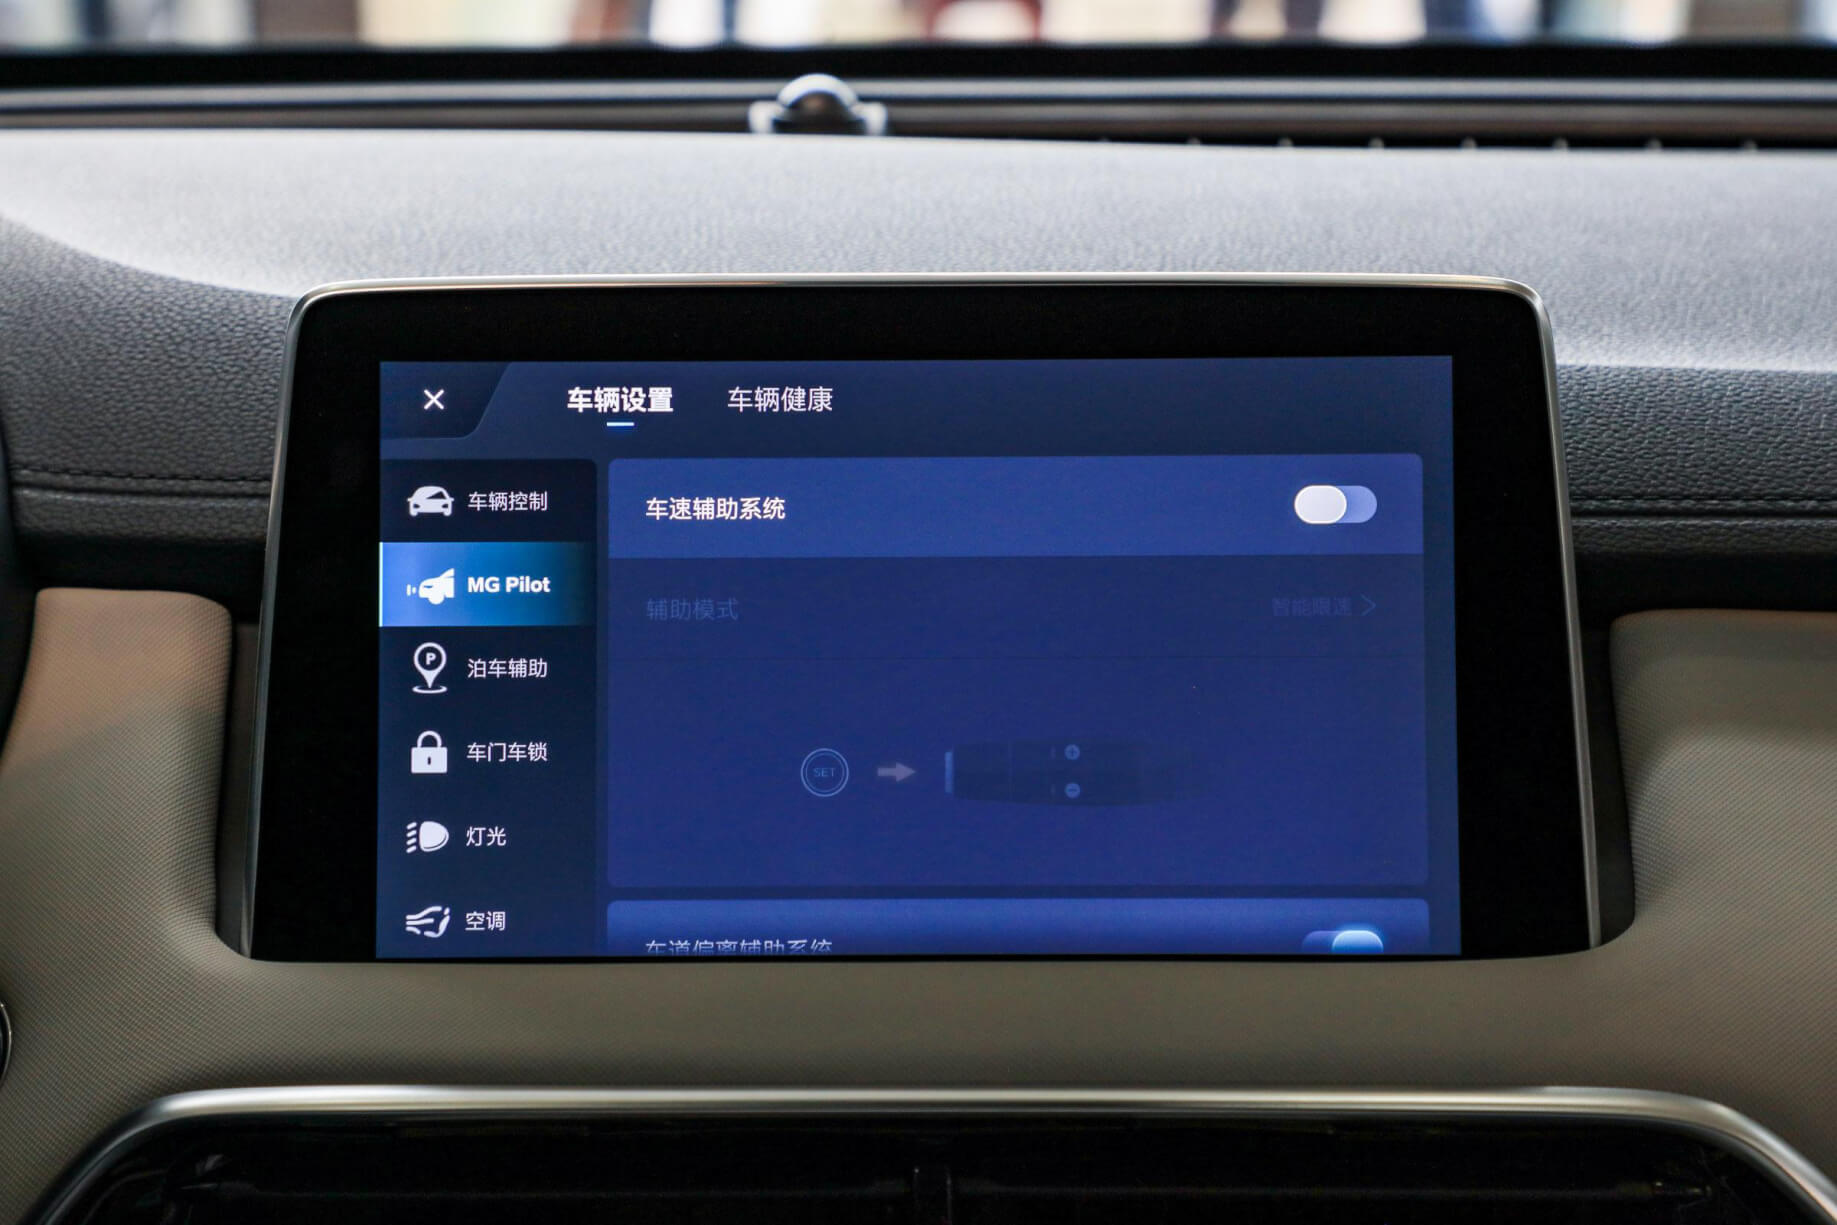 车辆设置 车辆健康
车辆控制
MG Pilot
P
泊车辅助
车门车锁
灯光
空调
车速辅助系统
辅助模式 智能限速
SET
车道偏离辅助系统